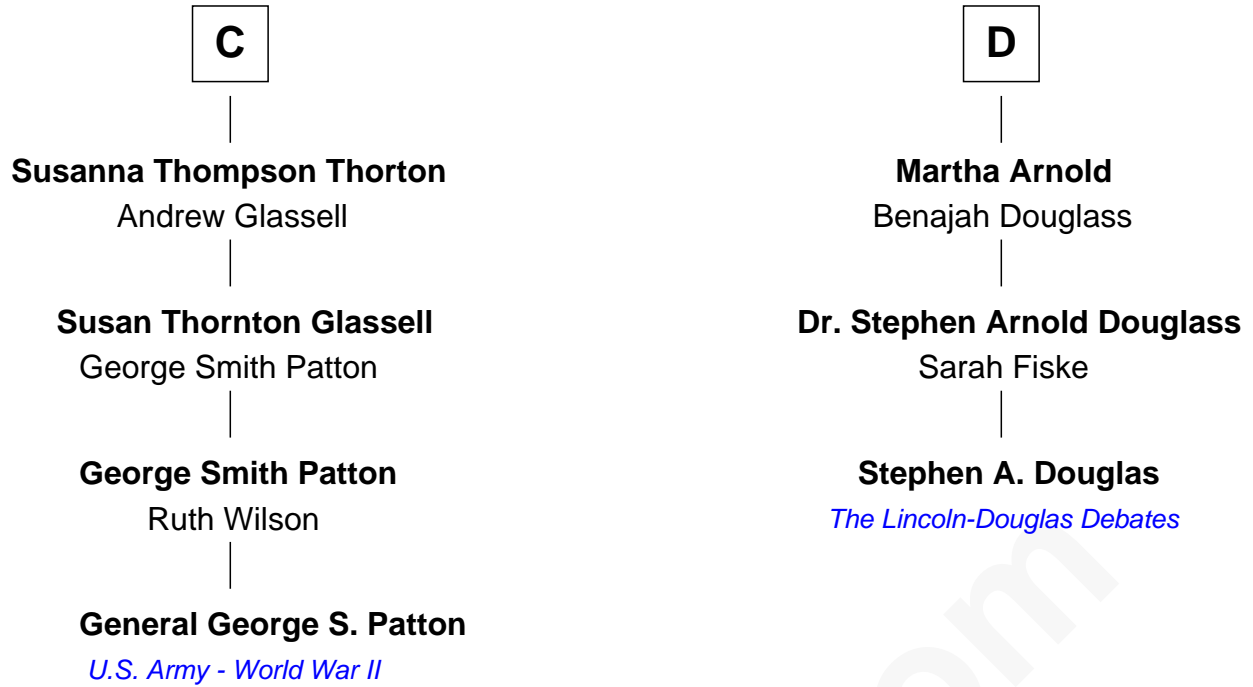 C
Susanna Thompson Thorton
Andrew Glassell
Susan Thornton Glassell
George Smith Patton
George Smith Patton
Ruth Wilson
General George S. Patton
U.S. Army - World War II
D
Martha Arnold
Benajah Douglass
Dr. Stephen Arnold Douglass
Sarah Fiske
Stephen A. Douglas
The Lincoln-Douglas Debates
om